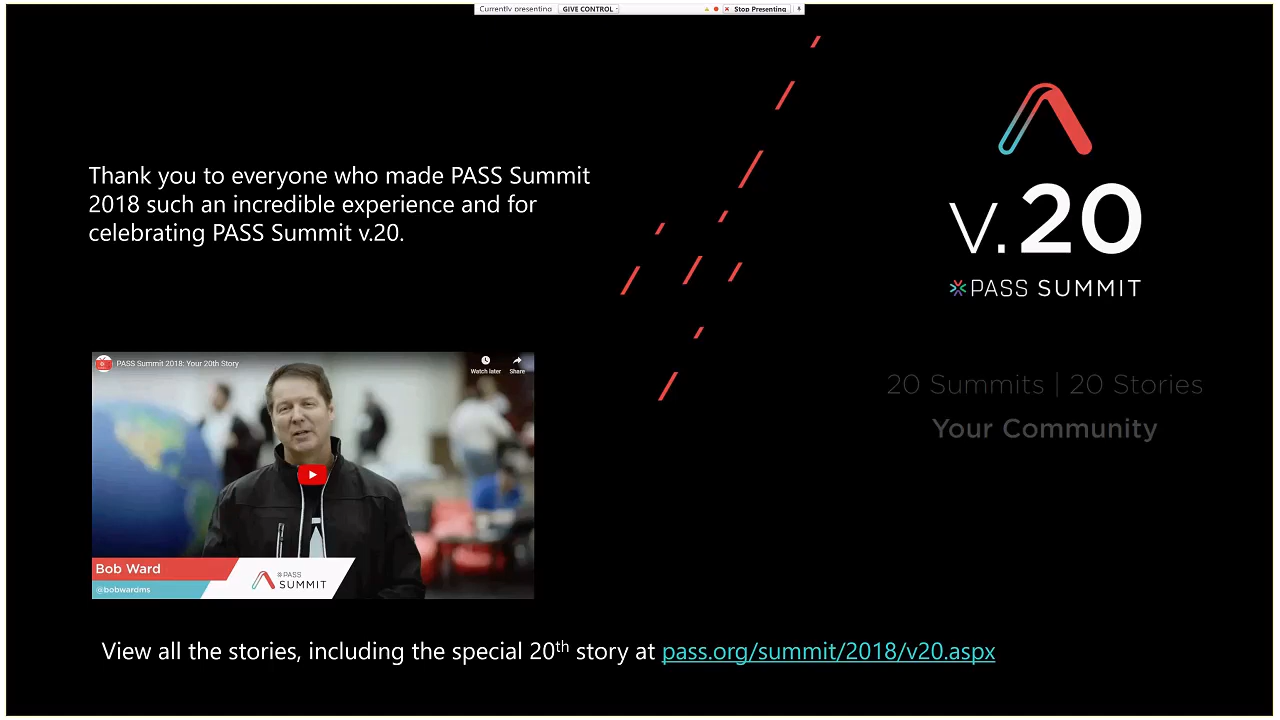 Currently presenting GIVE CONTROL Stop Presenting
Thank you to everyone who made PASS Summit
2018 such an incredible experience and for
celebrating PASS Summit v.20.
v.20
PASS SUMMIT
20 Summits | 20 Stories
Your Community
PASS Summit 2018: Your 20th Story
Watch later Share
Bob Ward
@bobwardms
PASS
SUMMIT
View all the stories, including the special 20th story at pass.org/summit/2018/v20.aspx